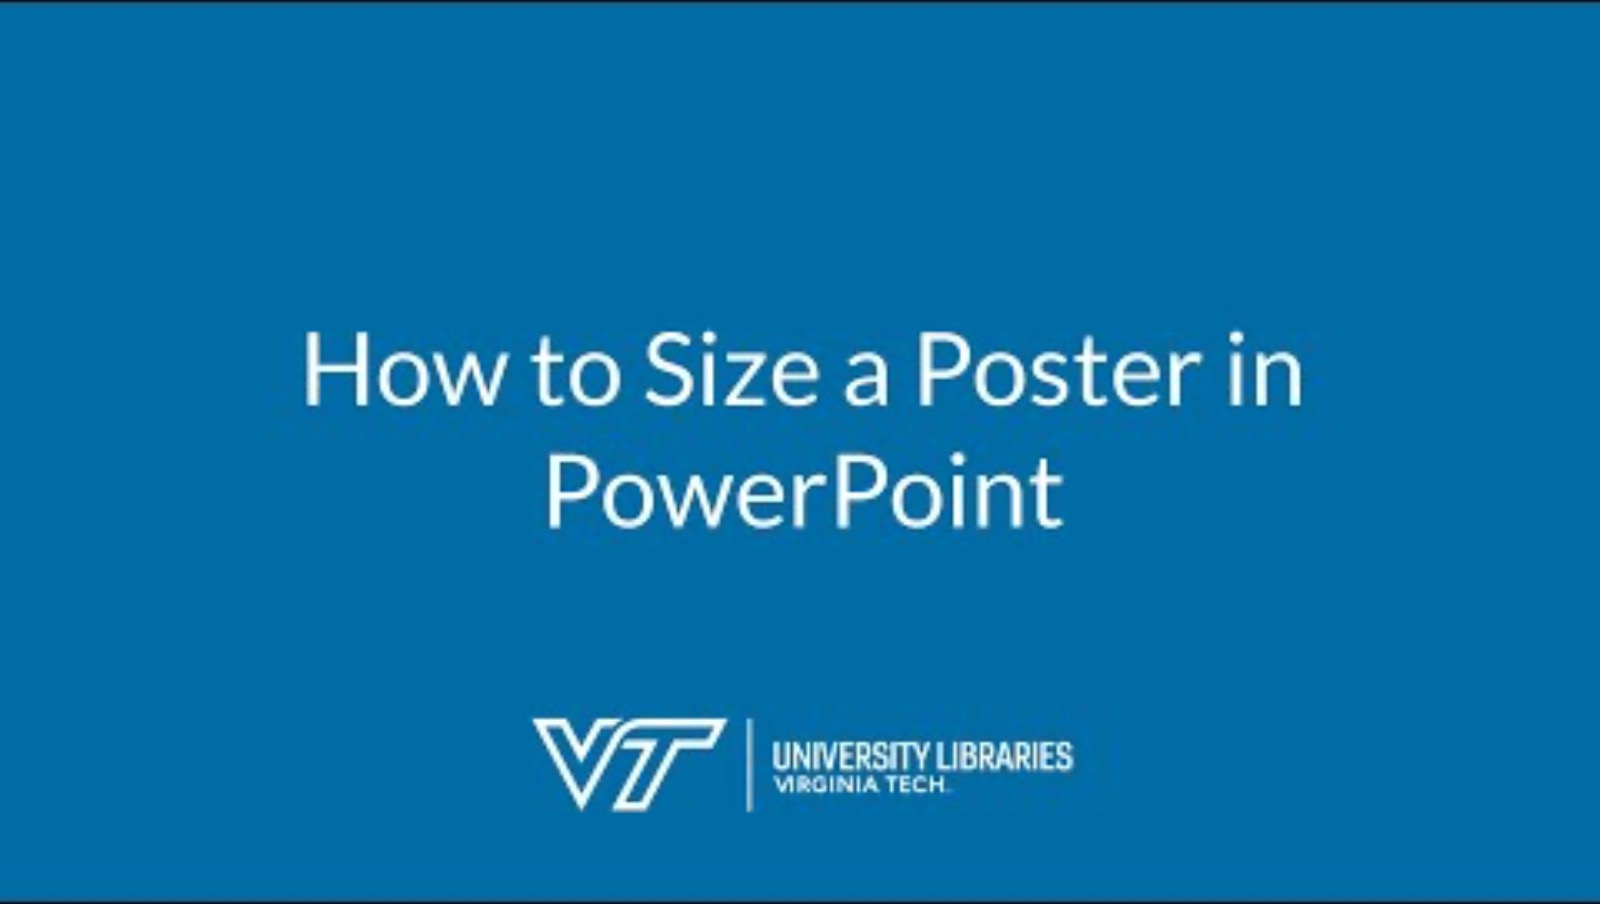 How to Size a Poster in
PowerPoint
VT
UNIVERSITY LIBRARIES
VIRGINIA TECH.